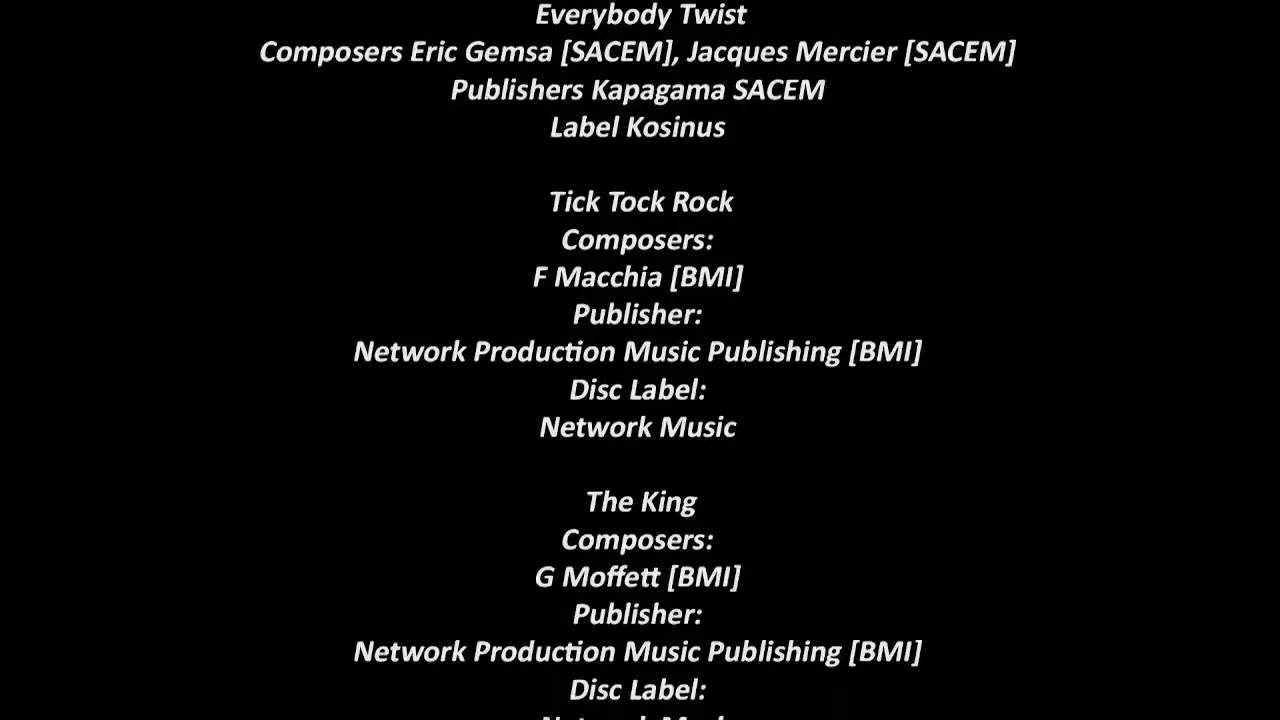 Everybody Twist
Composers Eric Gemsa [SACEM], Jacques Mercier [SACEM]
Publishers Kapagama SACEM
Label Kosinus
Tick Tock Rock
Composers:
F Macchia [BMI]
Publisher:
Network Production Music Publishing [BMI]
Disc Label:
Network Music
The King
Composers:
G Moffett [BMI]
Publisher:
Network Production Music Publishing [BMI]
Disc Label: